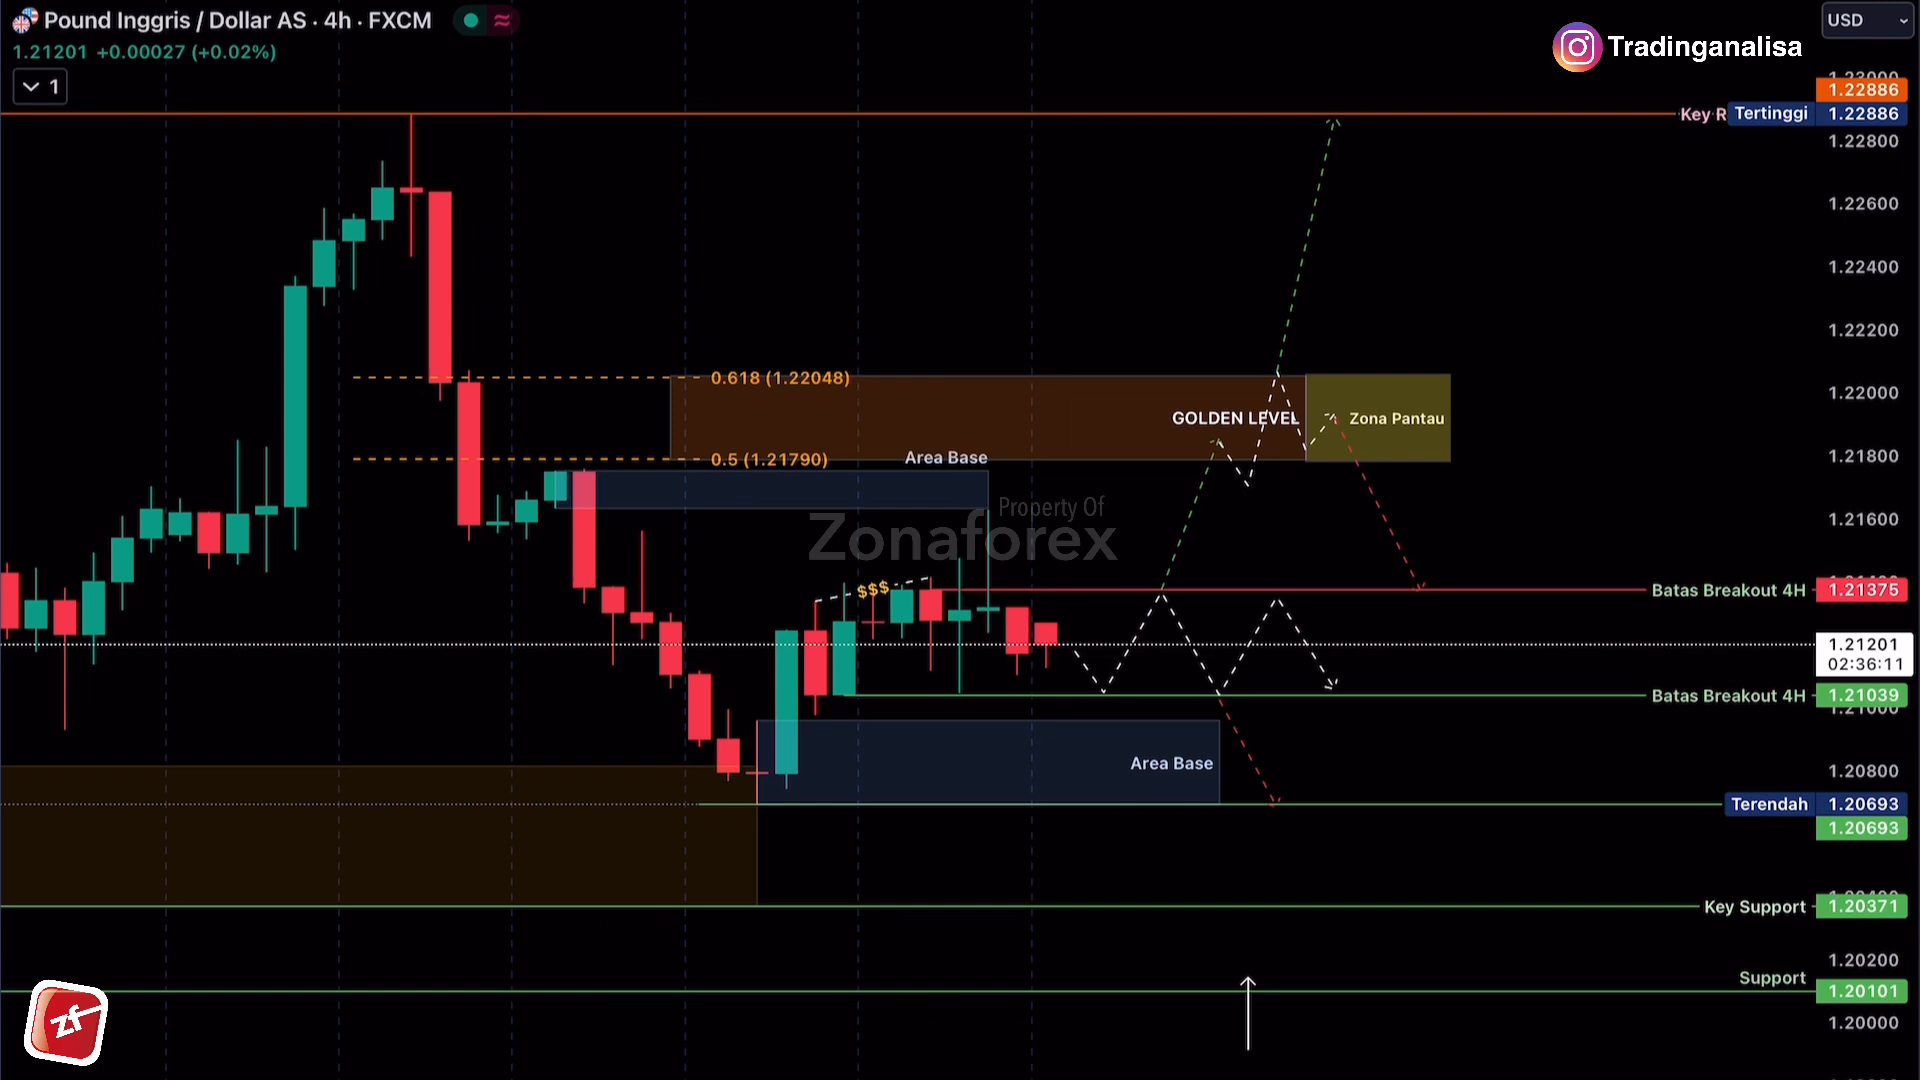 Pound Inggris / Dollar AS · 4h · FXCM
1.21201 +0.00027 (+0.02%)
1
Tradinganalisa
USD
1.22886
Key R
Tertinggi 1.22886
1.22800
1.22600
1.22400
1.22200
0.618 (1.22048)
1.22000
GOLDEN LEVEL
Zona Pantau
0.5 (1.21790)
Area Base
1.21800
Property Of
Zonaforex
1.21600
$$$
Batas Breakout 4H 1.21375
1.21201
02:36:11
Batas Breakout 4H 1.21039
1.21000
Area Base
1.20800
Terendah 1.20693
1.20693
Key Support 1.20371
1.20200
Support
1.20101
zf
1.20000